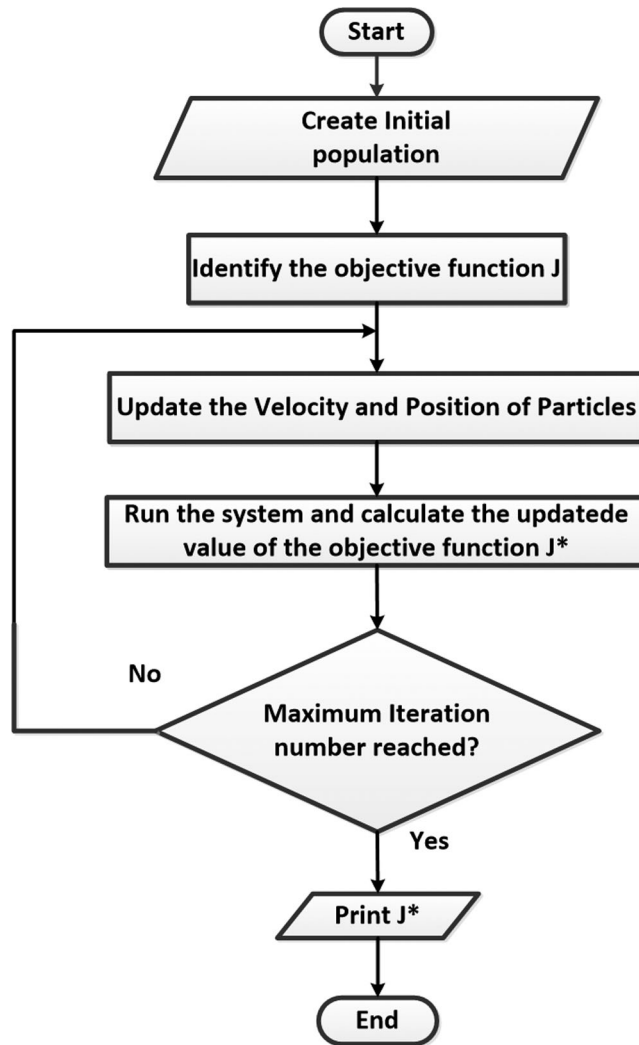 Start
Create Initial
population
Identify the objective function J
Update the Velocity and Position of Particles
Run the system and calculate the updatede
value of the objective function J*
No
Maximum Iteration
number reached?
Yes
Print J*
End